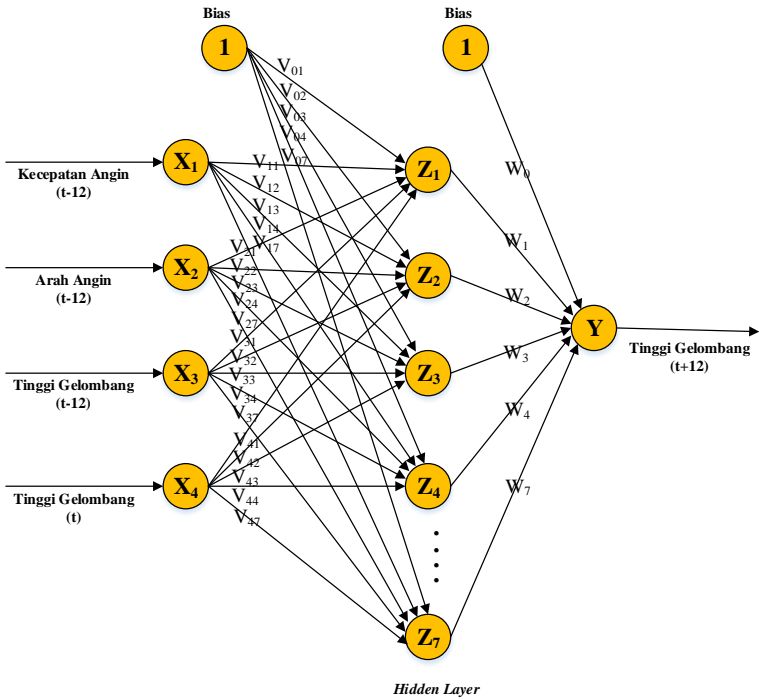 Bias
Bias
1
1
V01
V02
V03
V04
V07
X1
Kecepatan Angin
(t-12)
V11
V12
V13
V14
V17
Z1
W0
W1
X2
Arah Angin
(t-12)
V21
V22
V23
V24
V27
Z2
W2
Y
Tinggi Gelombang
(t+12)
X3
Tinggi Gelombang
(t-12)
V31
V32
V33
V34
V37
Z3
W3
W4
X4
Tinggi Gelombang
(t)
V41
V42
V43
V44
V47
Z4
W7
Z7
Hidden Layer